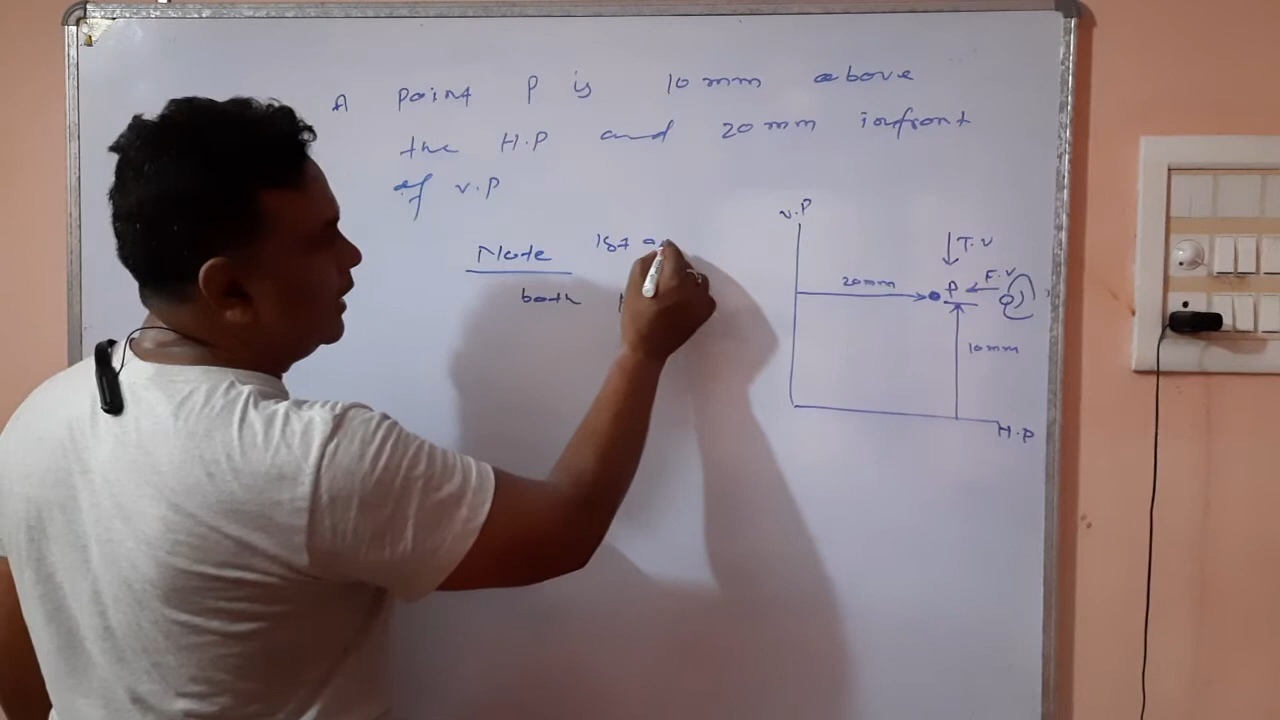 A point P is 10mm above
the H.P and 20mm infront
of V.P
Note 1st
both
V.P
T.V
20mm P F.V
10mm
H.P